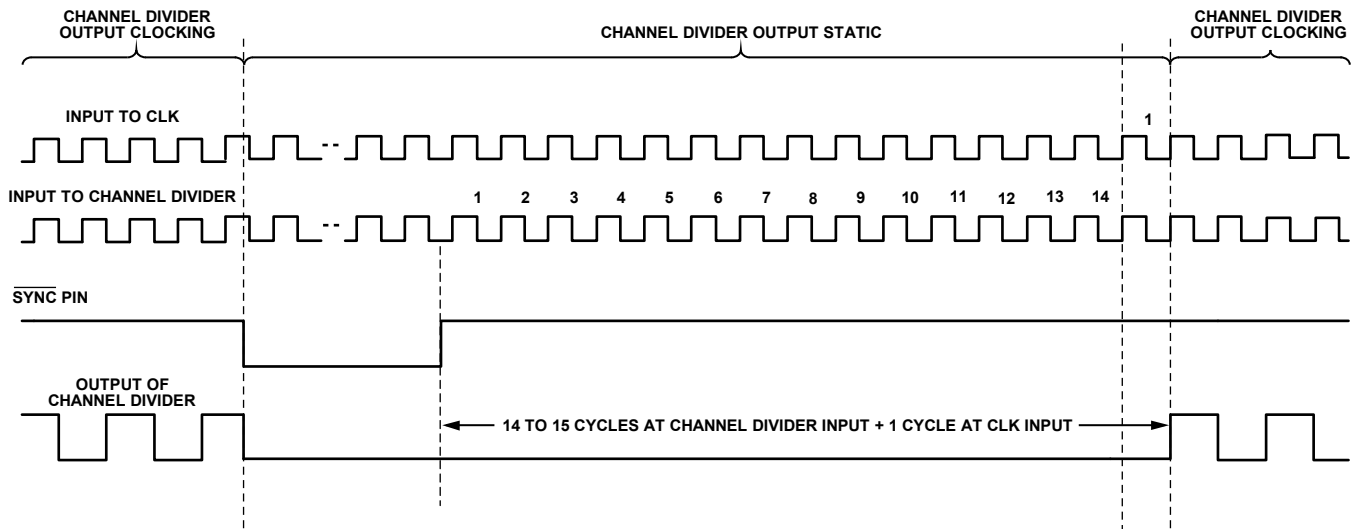 CHANNEL DIVIDER
OUTPUT CLOCKING
CHANNEL DIVIDER OUTPUT STATIC
CHANNEL DIVIDER
OUTPUT CLOCKING
INPUT TO CLK
1
INPUT TO CHANNEL DIVIDER
1 2 3 4 5 6 7 8 9 10 11 12 13 14
SYNC PIN
OUTPUT OF
CHANNEL DIVIDER
14 TO 15 CYCLES AT CHANNEL DIVIDER INPUT + 1 CYCLE AT CLK INPUT